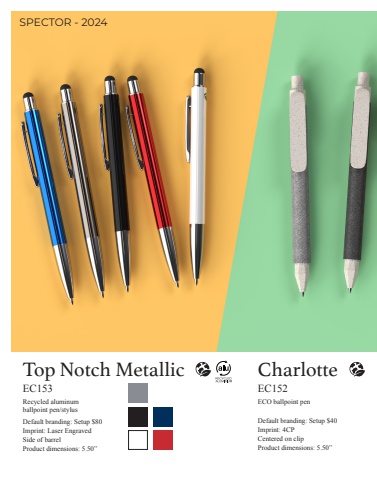 SPECTOR - 2024
Top Notch Metallic
EC153
Recycled aluminum
ballpoint pen/stylus
Default branding: Setup $80
Imprint: Laser Engraved
Side of barrel
Product dimensions: 5.50"
alu
Charlotte
EC152
ECO ballpoint pen
Default branding: Setup $40
Imprint: 4CP
Centered on clip
Product dimensions: 5.50"